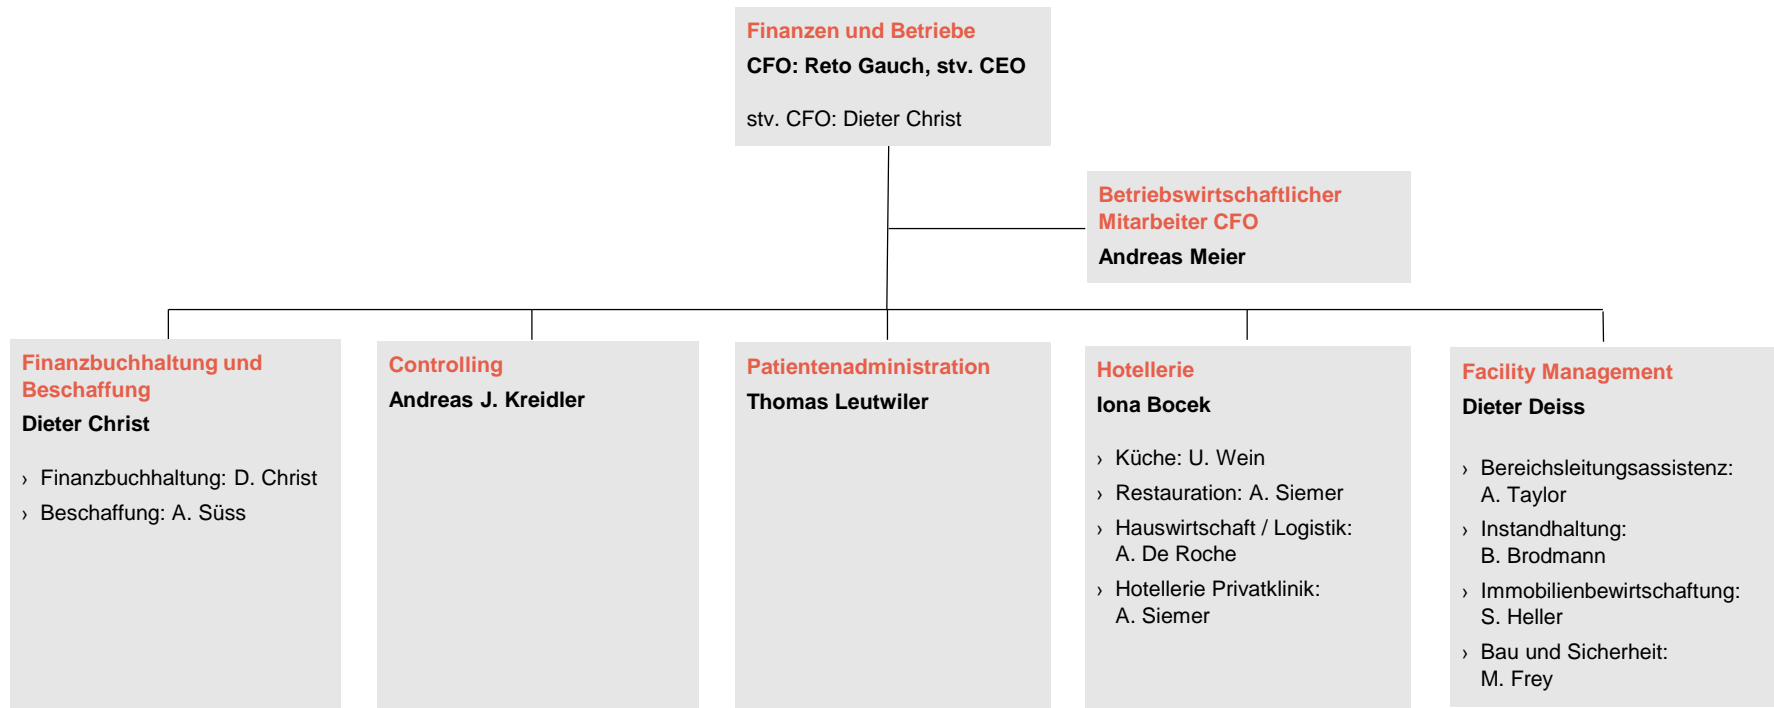 Finanzen und Betriebe
CFO: Reto Gauch, stv. CEO
stv. CFO: Dieter Christ
Betriebswirtschaftlicher
Mitarbeiter CFO
Andreas Meier
Finanzbuchhaltung und
Beschaffung
Dieter Christ
› Finanzbuchhaltung: D. Christ
› Beschaffung: A. Süss
Controlling
Andreas J. Kreidler
Patientenadministration
Thomas Leutwiler
Hotellerie
Iona Bocek
› Küche: U. Wein
› Restauration: A. Siemer
› Hauswirtschaft / Logistik:
A. De Roche
› Hotellerie Privatklinik:
A. Siemer
Facility Management
Dieter Deiss
› Bereichsleitungsassistenz:
A. Taylor
› Instandhaltung:
B. Brodmann
› Immobilienbewirtschaftung:
S. Heller
› Bau und Sicherheit:
M. Frey